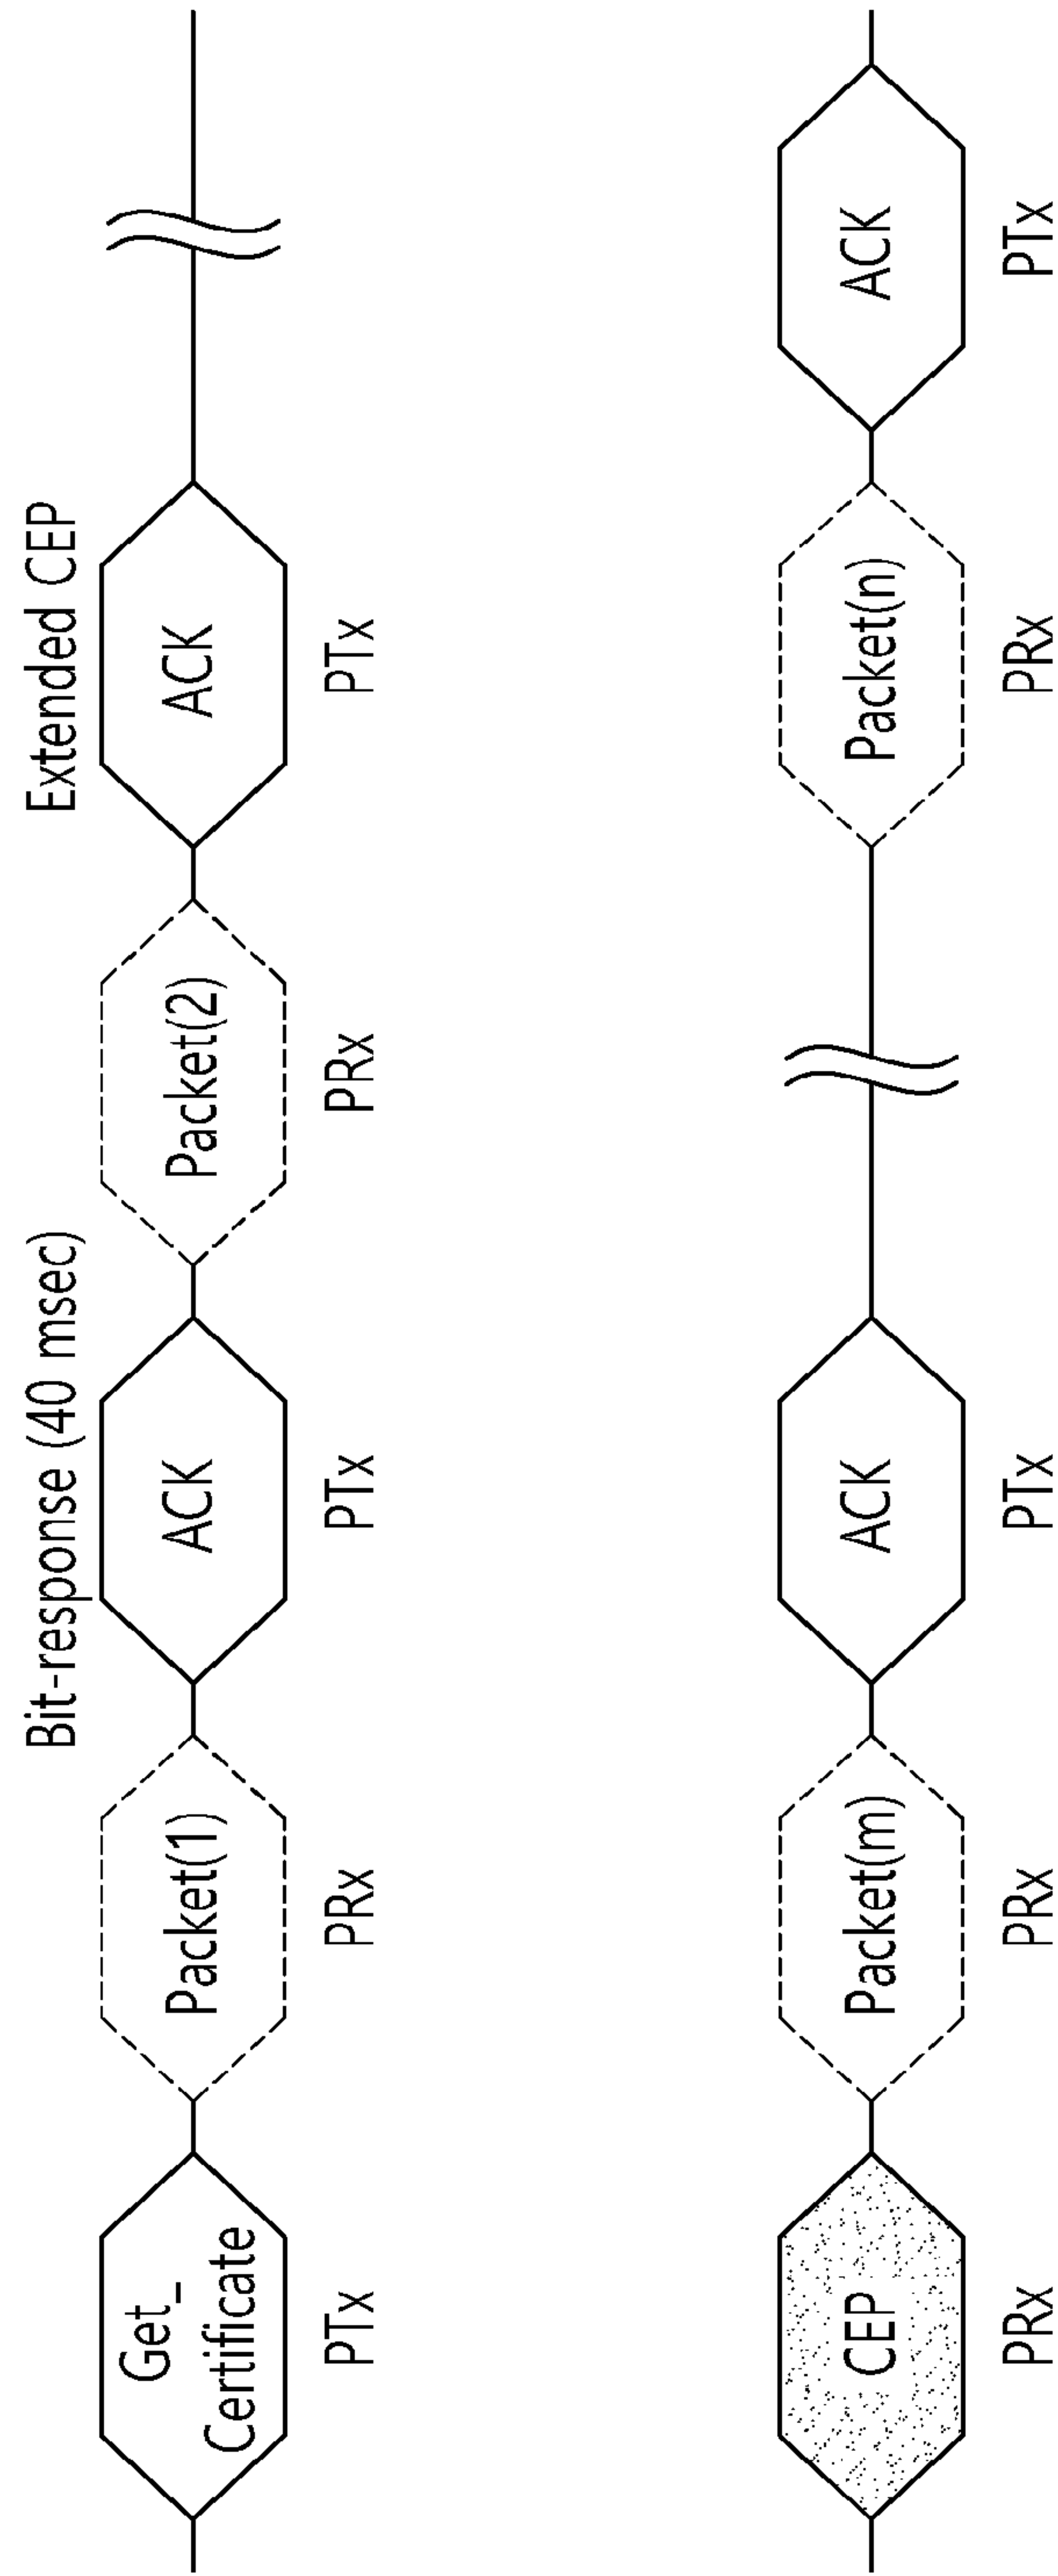 Bit-response (40 msec)
Extended CEP
Get_
Certificate
Packet(1)
ACK
Packet(2)
ACK
PTx
PRx
PTx
PRx
PTx
CEP
Packet(m)
ACK
Packet(n)
ACK
PRx
PRx
PTx
PRx
PTx